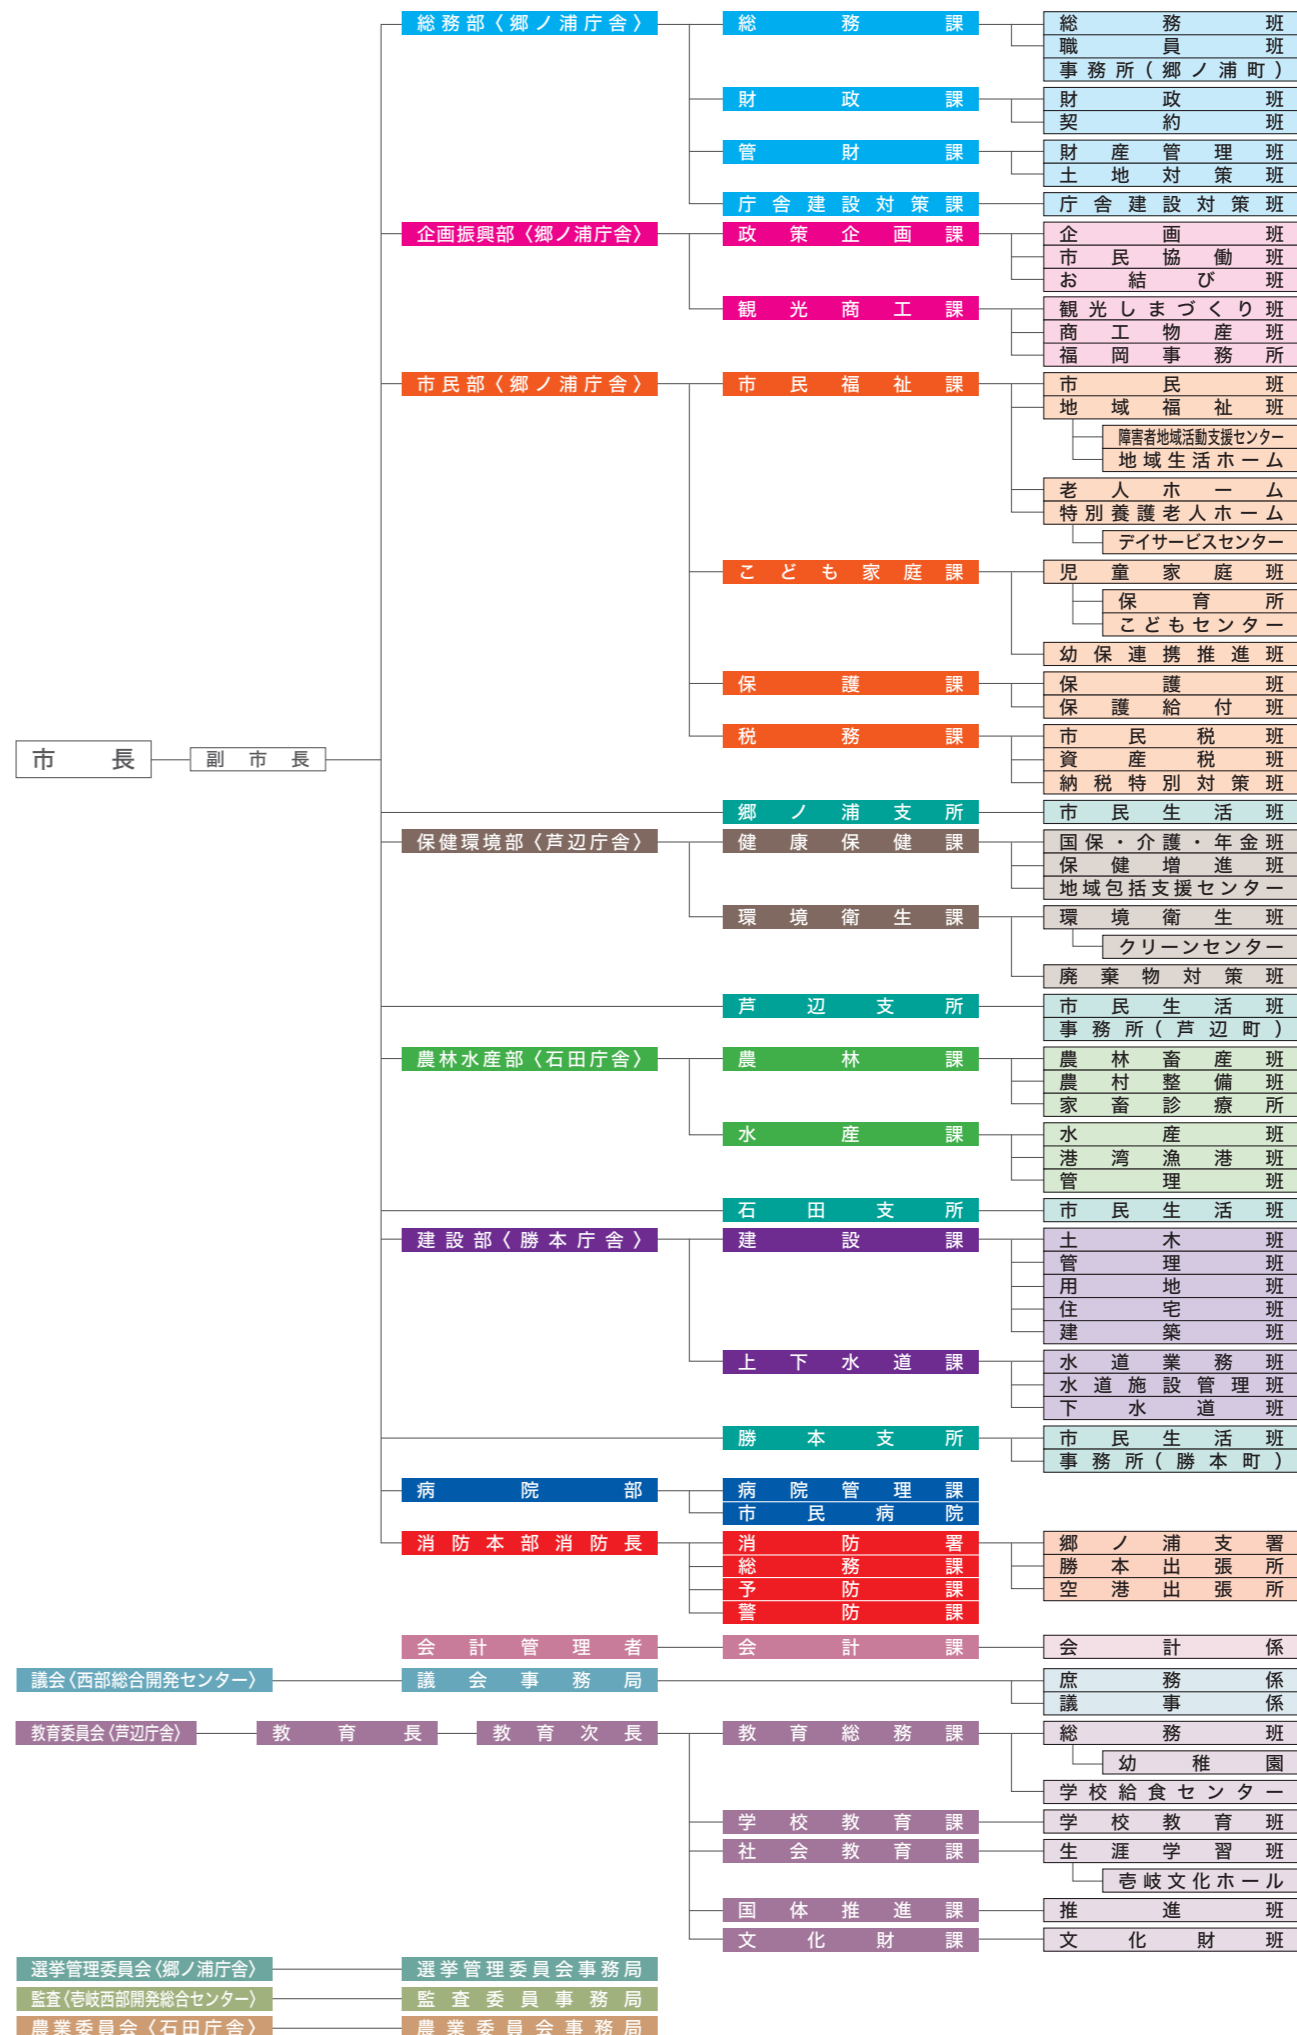 総務部〈郷ノ浦庁舎〉 総務課 総務班
職員班
事務所(郷ノ浦町)
財政課 財政班
契約班
管財課 財産管理班
土地対策班
庁舎建設対策課 庁舎建設対策班
企画振興部〈郷ノ浦庁舎〉 政策企画課 企画班
市民協働班
お結び班
観光商工課 観光しまづくり班
商工物産班
福岡事務所
市民部〈郷ノ浦庁舎〉 市民福祉課 市民班
地域福祉班
障害者地域活動支援センター
地域生活ホーム
老人ホーム
特別養護老人ホーム
デイサービスセンター
こども家庭課 児童家庭班
保育所
こどもセンター
幼保連携推進班
保護課 保護班
保護給付班
税務課 市民税班
市長 副市長 資産税班
納税特別対策班
郷ノ浦支所 市民生活班
保健環境部〈芦辺庁舎〉 健康保健課 国保・介護・年金班
保健増進班
地域包括支援センター
環境衛生課 環境衛生班
クリーンセンター
廃棄物対策班
芦辺支所 市民生活班
事務所(芦辺町)
農林水産部〈石田庁舎〉 農林課 農林畜産班
農村整備班
家畜診療所
水産課 水産班
港湾漁港班
管理班
石田支所 市民生活班
建設部〈勝本庁舎〉 建設課 土木班
管理班
用地班
住宅班
建築班
上下水道課 水道業務班
水道施設管理班
下水道班
勝本支所 市民生活班
事務所(勝本町)
病院部 病院管理課
市民病院
消防本部消防長 消防署 郷ノ浦支署
総務課 勝本出張所
予防課 空港出張所
警防課
会計管理者 会計課 会計係
議会〈西部総合開発センター〉 議会事務局 庶務係
議事係
教育委員会〈芦辺庁舎〉 教育長 教育次長 教育総務課 総務班
幼稚園
学校給食センター
学校教育課 学校教育班
社会教育課 生涯学習班
壱岐文化ホール
国体推進課 推進班
文化財課 文化財班
選挙管理委員会〈郷ノ浦庁舎〉 選挙管理委員会事務局
監査〈壱岐西部開発総合センター〉 監査委員事務局
農業委員会〈石田庁舎〉 農業委員会事務局